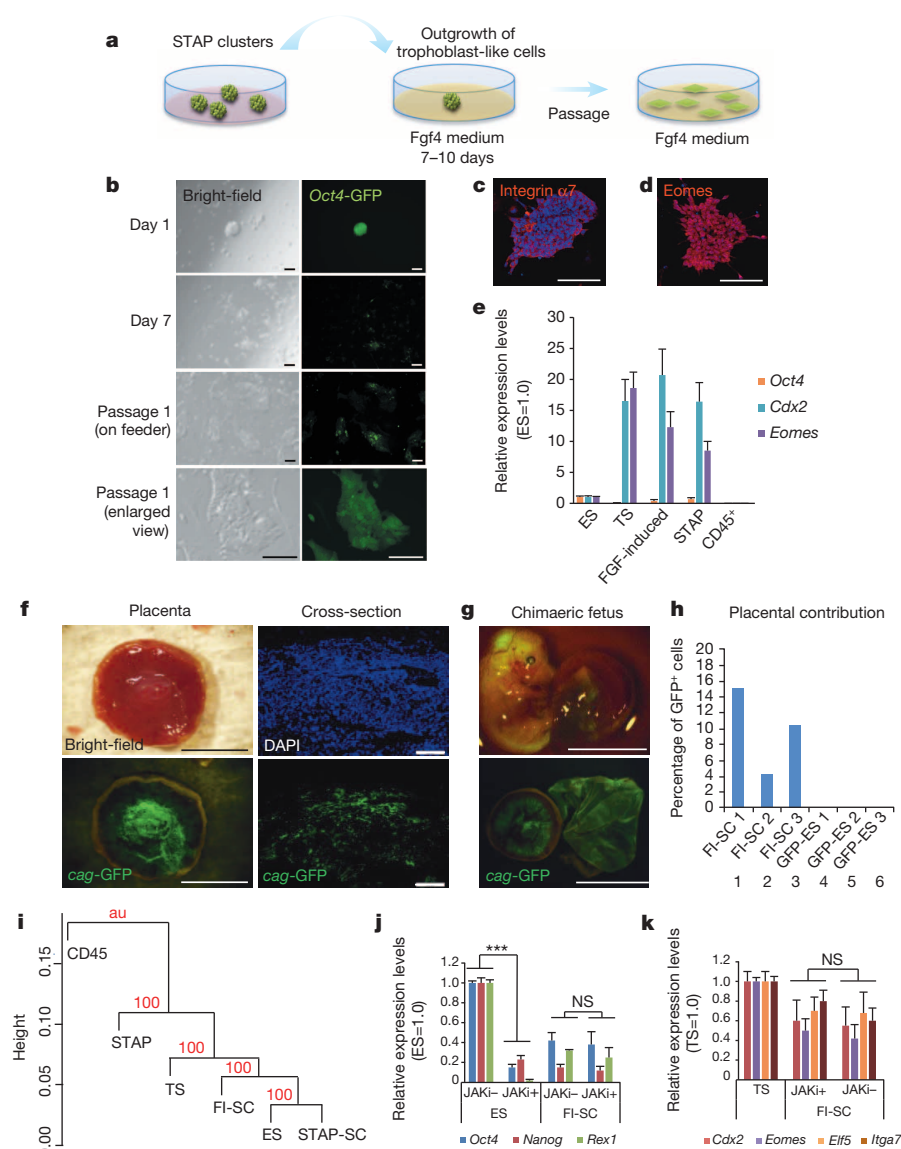 a
STAP clusters
Outgrowth of
trophoblast-like cells
Passage
Fgf4 medium
7–10 days
Fgf4 medium
b
Bright-field
Oct4-GFP
Day 1
Day 7
Passage 1
(on feeder)
Passage 1
(enlarged
view)
c
Integrin α7
d
Eomes
e
Relative expression levels
(ES=1.0)
30
25
20
15
10
5
0
ES
TS
FGF-induced
STAP
CD45+
Oct4
Cdx2
Eomes
f
Placenta
Cross-section
Bright-field
DAPI
cag-GFP
cag-GFP
g
Chimaeric fetus
cag-GFP
h
Placental contribution
Percentage of GFP+ cells
20
18
16
14
12
10
8
6
4
2
0
FI-SC 1
FI-SC 2
FI-SC 3
GFP-ES 1
GFP-ES 2
GFP-ES 3
1 2 3 4 5 6
i
Height
0.15
0.10
0.05
0.00
au
CD45
100
STAP
100
TS
100
FI-SC
100
ES
STAP-SC
j
Relative expression levels
(ES=1.0)
1.2
1.0
0.8
0.6
0.4
0.2
0
***
NS
JAKi– JAKi+ JAKi– JAKi+
ES FI-SC
Oct4 Nanog Rex1
k
Relative expression levels
(TS=1.0)
1.2
1.0
0.8
0.6
0.4
0.2
0
NS
TS JAKi+ JAKi–
FI-SC
Cdx2 Eomes Elf5 Itga7